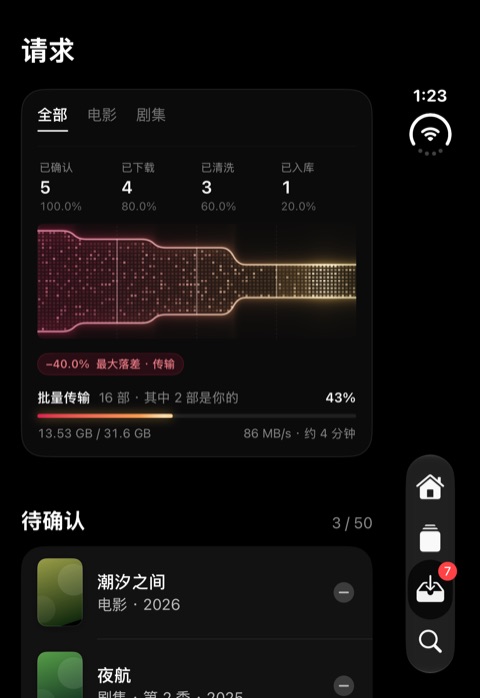 请求
1:23
全部 电影 剧集
已确认 已下载 已清洗 已入库
5 4 3 1
100.0% 80.0% 60.0% 20.0%
−40.0% 最大落差 · 传输
批量传输 16 部 · 其中 2 部是你的 43%
13.53 GB / 31.6 GB 86 MB/s · 约 4 分钟
待确认 3 / 50
潮汐之间
电影 · 2026
7
夜航
剧集 · 第 2 季 · 2025